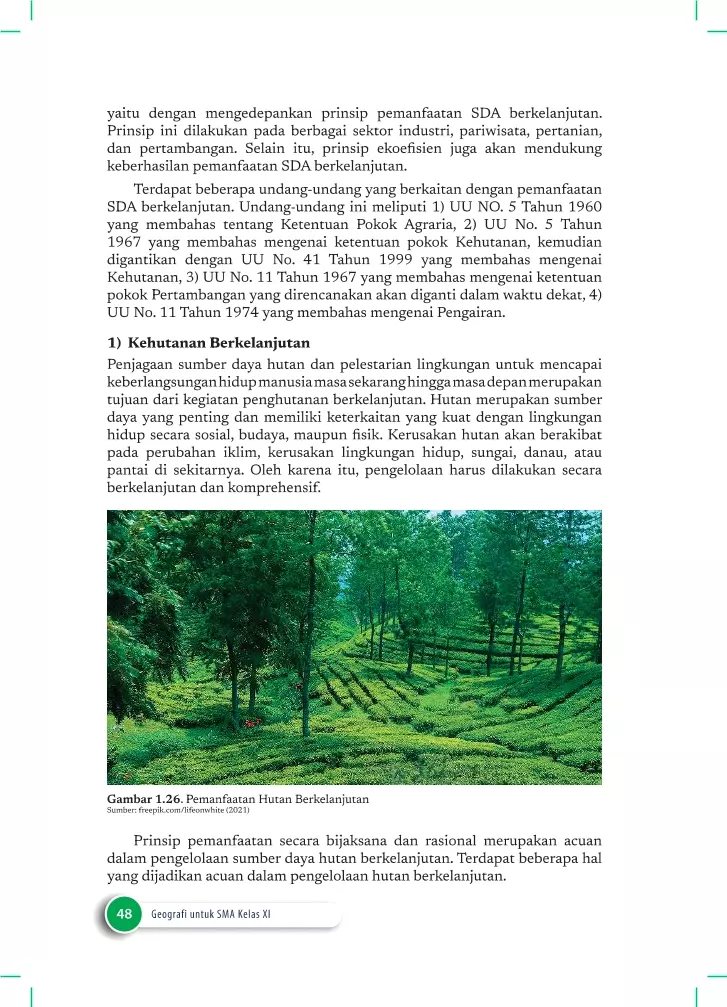 yaitu dengan mengedepankan prinsip pemanfaatan SDA berkelanjutan.
Prinsip ini dilakukan pada berbagai sektor industri, pariwisata, pertanian,
dan pertambangan. Selain itu, prinsip ekoefisien juga akan mendukung
keberhasilan pemanfaatan SDA berkelanjutan.
Terdapat beberapa undang-undang yang berkaitan dengan pemanfaatan
SDA berkelanjutan. Undang-undang ini meliputi 1) UU NO. 5 Tahun 1960
yang membahas tentang Ketentuan Pokok Agraria, 2) UU No. 5 Tahun
1967 yang membahas mengenai ketentuan pokok Kehutanan, kemudian
digantikan dengan UU No. 41 Tahun 1999 yang membahas mengenai
Kehutanan, 3) UU No. 11 Tahun 1967 yang membahas mengenai ketentuan
pokok Pertambangan yang direncanakan akan diganti dalam waktu dekat, 4)
UU No. 11 Tahun 1974 yang membahas mengenai Pengairan.
1) Kehutanan Berkelanjutan
Penjagaan sumber daya hutan dan pelestarian lingkungan untuk mencapai
keberlangsungan hidup manusia masa sekarang hingga masa depan merupakan
tujuan dari kegiatan penghutanan berkelanjutan. Hutan merupakan sumber
daya yang penting dan memiliki keterkaitan yang kuat dengan lingkungan
hidup secara sosial, budaya, maupun fisik. Kerusakan hutan akan berakibat
pada perubahan iklim, kerusakan lingkungan hidup, sungai, danau, atau
pantai di sekitarnya. Oleh karena itu, pengelolaan harus dilakukan secara
berkelanjutan dan komprehensif.
Gambar 1.26. Pemanfaatan Hutan Berkelanjutan
Sumber: freepik.com/lifeonwhite (2021)
Prinsip pemanfaatan secara bijaksana dan rasional merupakan acuan
dalam pengelolaan sumber daya hutan berkelanjutan. Terdapat beberapa hal
yang dijadikan acuan dalam pengelolaan hutan berkelanjutan.
48 Geografi untuk SMA Kelas XI